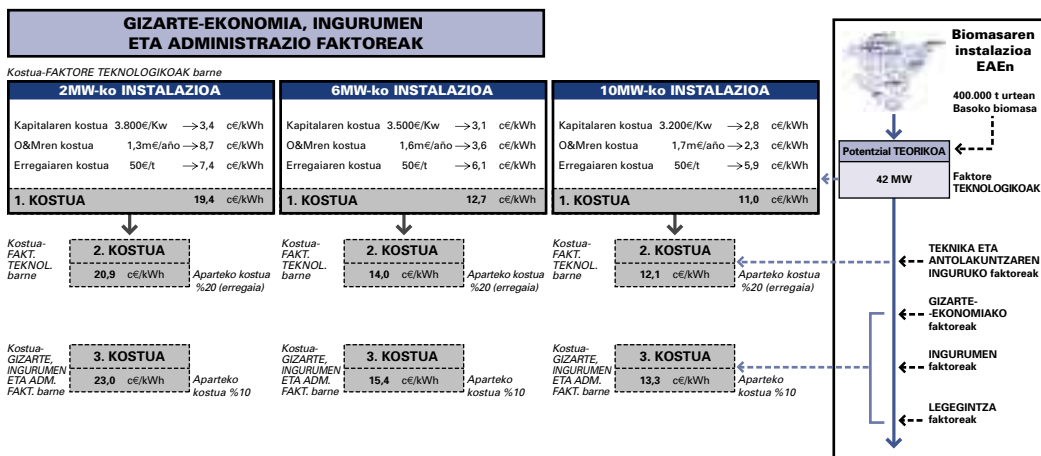 GIZARTE-EKONOMIA, INGURUMEN
ETA ADMINISTRAZIO FAKTOREAK
Kostua-FAKTORE TEKNOLOGIKOAK barne
2MW-ko INSTALAZIOA
Kapitalaren kostua 3.800€/Kw →3,4 c€/kWh
O&Mren kostua 1,3m€/año →8,7 c€/kWh
Erregaiaren kostua 50€/t →7,4 c€/kWh
1. KOSTUA 19,4 c€/kWh
6MW-ko INSTALAZIOA
Kapitalaren kostua 3.500€/Kw →3,1 c€/kWh
O&Mren kostua 1,6m€/año →3,6 c€/kWh
Erregaiaren kostua 50€/t →6,1 c€/kWh
1. KOSTUA 12,7 c€/kWh
10MW-ko INSTALAZIOA
Kapitalaren kostua 3.200€/Kw →2,8 c€/kWh
O&Mren kostua 1,7m€/año →2,3 c€/kWh
Erregaiaren kostua 50€/t →5,9 c€/kWh
1. KOSTUA 11,0 c€/kWh
Kostua-
FAKT.
TEKNOL.
barne
2. KOSTUA
20,9 c€/kWh
Aparteko kostua
%20 (erregaia)
Kostua-
FAKT.
TEKNOL.
barne
2. KOSTUA
14,0 c€/kWh
Aparteko kostua
%20 (erregaia)
Kostua-
FAKT.
TEKNOL.
barne
2. KOSTUA
12,1 c€/kWh
Aparteko kostua
%20 (erregaia)
Kostua-
GIZARTE,
INGURUMEN
ETA ADM.
FAKT. barne
3. KOSTUA
23,0 c€/kWh
Aparteko
kostua %10
Kostua-
GIZARTE,
INGURUMEN
ETA ADM.
FAKT. barne
3. KOSTUA
15,4 c€/kWh
Aparteko
kostua %10
Kostua-
GIZARTE,
INGURUMEN
ETA ADM.
FAKT. barne
3. KOSTUA
13,3 c€/kWh
Aparteko
kostua %10
Biomasaren
instalazioa
EAEn
400.000 t urtean
Basoko biomasa
Potentzial TEORIKOA
42 MW
Faktore
TEKNOLOGIKOAK
TEKNIKA ETA
ANTOLAKUNTZAREN
INGURUKO faktoreak
GIZARTE-
-EKONOMIAKO
faktoreak
INGURUMEN
faktoreak
LEGEGINTZA
faktoreak